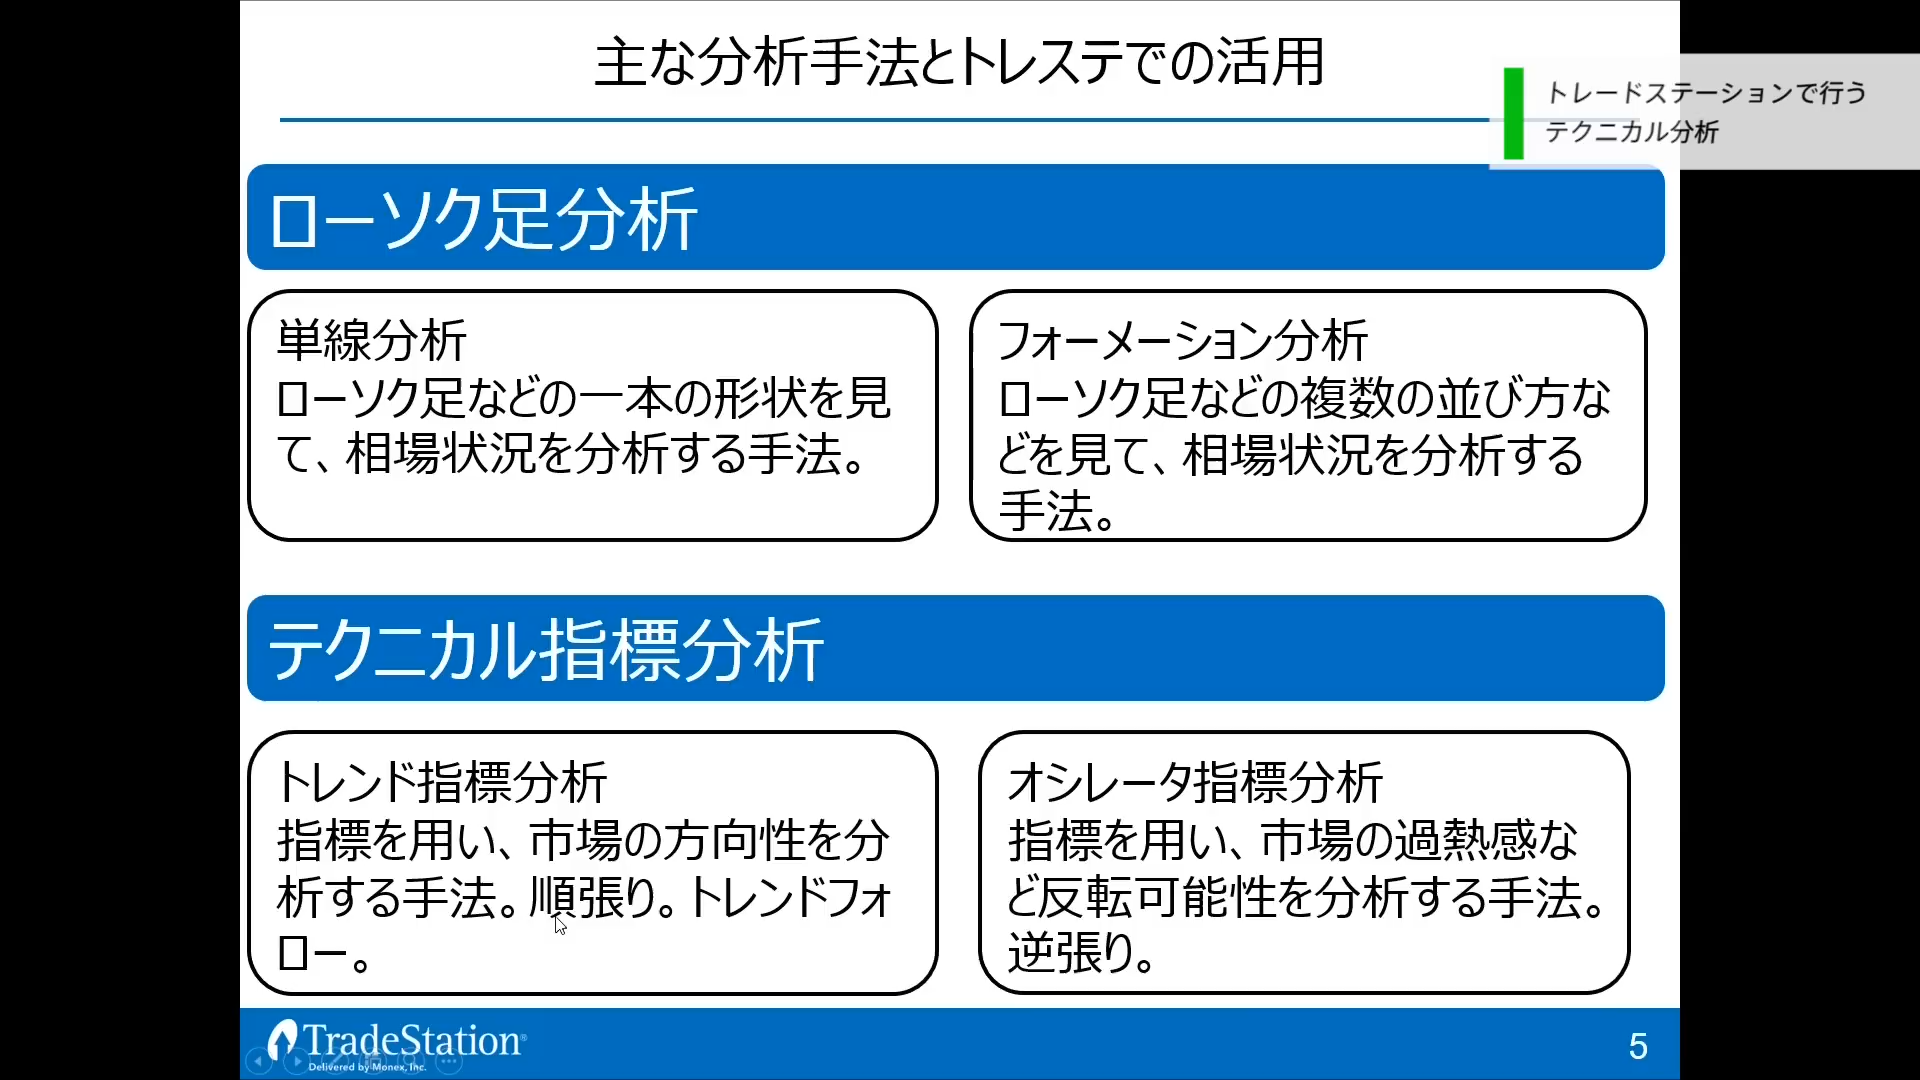 主な分析手法とトレステでの活用
トレードステーションで行う
テクニカル分析
ローソク足分析
単線分析
ローソク足などの一本の形状を見
て、相場状況を分析する手法。
フォーメーション分析
ローソク足などの複数の並び方な
どを見て、相場状況を分析する
手法。
テクニカル指標分析
トレンド指標分析
指標を用い、市場の方向性を分
析する手法。順張り。トレンドフォ
ロー。
オシレータ指標分析
指標を用い、市場の過熱感な
ど反転可能性を分析する手法。
逆張り。
TradeStation®
Delivered by Monex, Inc.
5